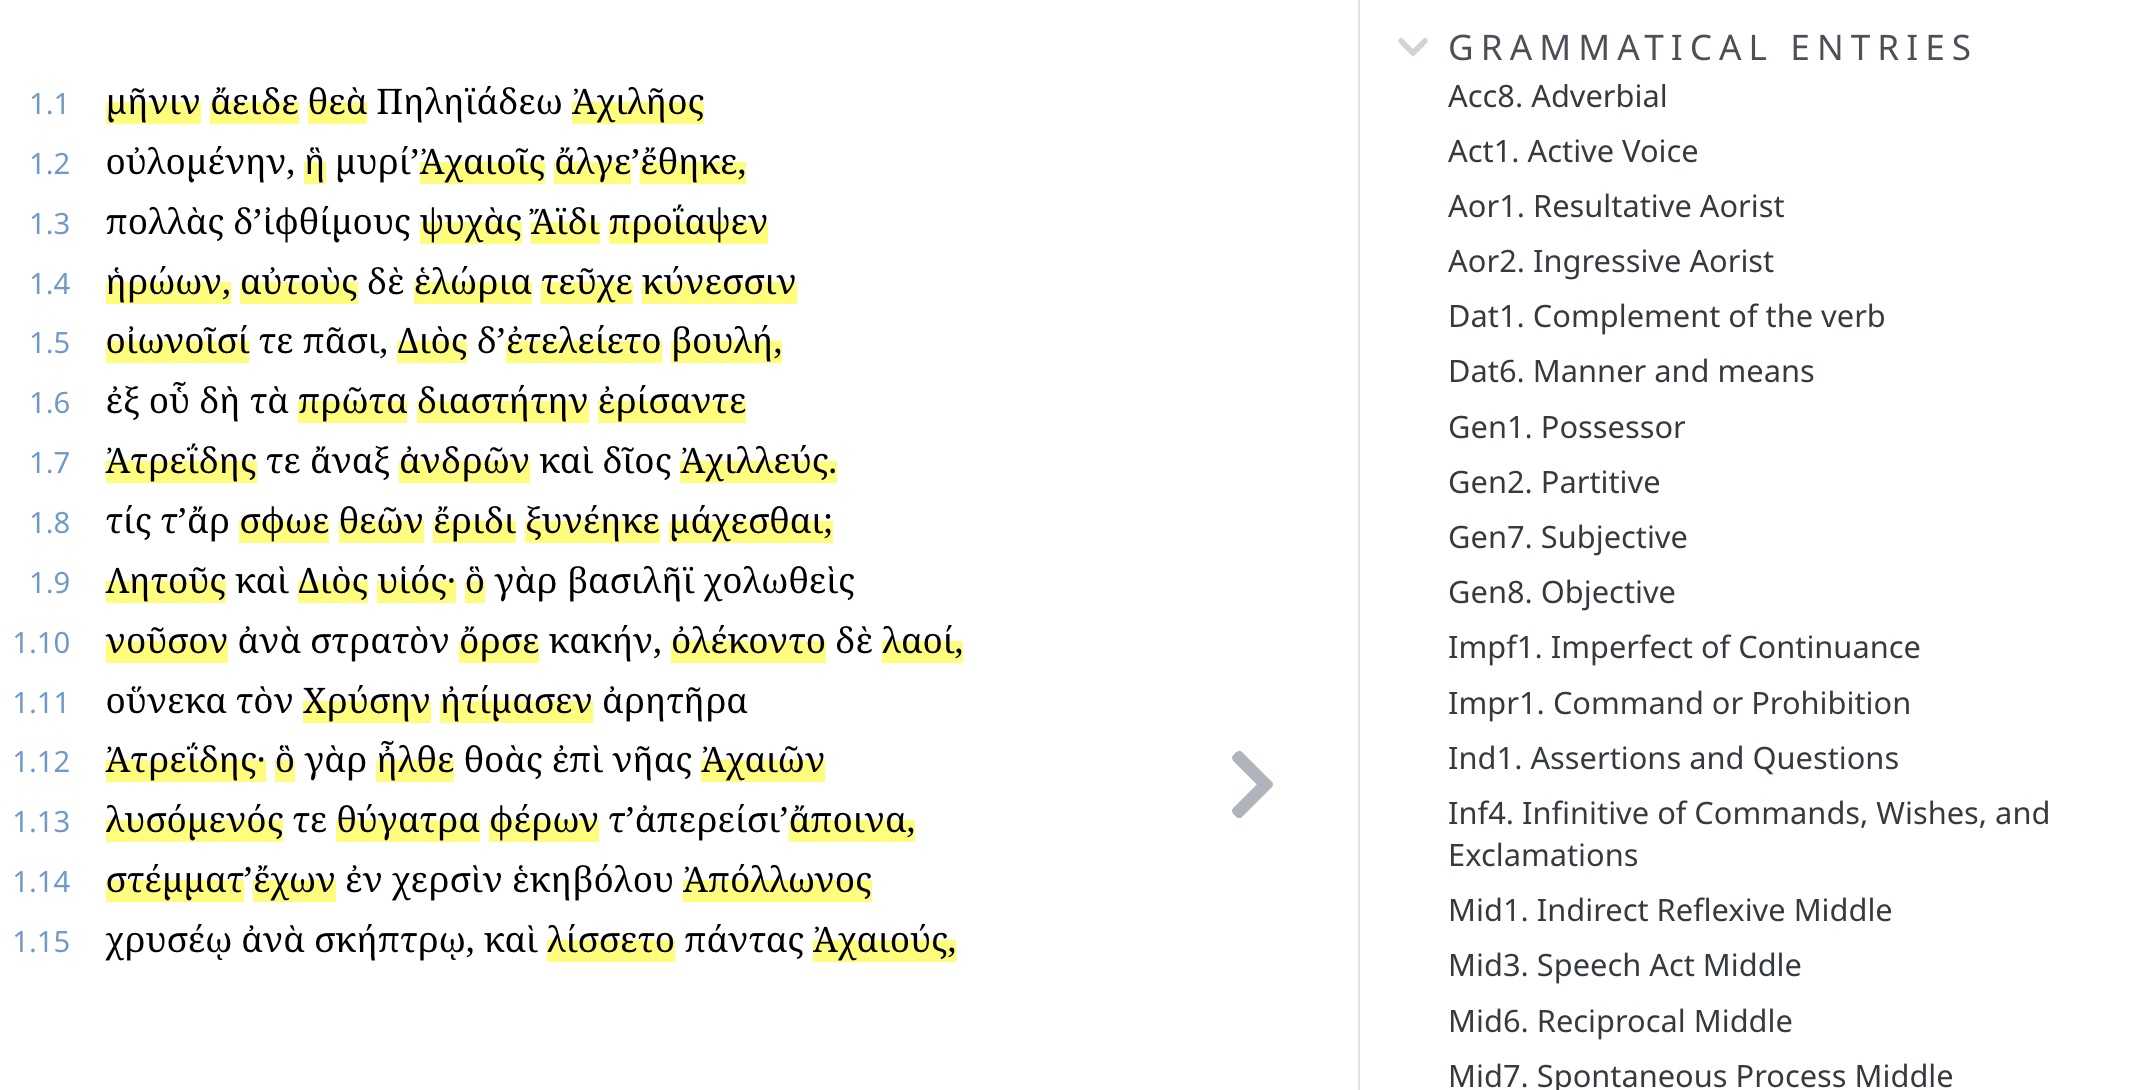 1.1 μῆνιν ἄειδε θεὰ Πηληϊάδεω Ἀχιλῆος
1.2 οὐλομένην, ἣ μυρί’Ἀχαιοῖς ἄλγε’ἔθηκε,
1.3 πολλὰς δ’ἰφθίμους ψυχὰς Ἄϊδι προΐαψεν
1.4 ἡρώων, αὐτοὺς δὲ ἑλώρια τεῦχε κύνεσσιν
1.5 οἰωνοῖσί τε πᾶσι, Διὸς δ’ἐτελείετο βουλή,
1.6 ἐξ οὗ δὴ τὰ πρῶτα διαστήτην ἐρίσαντε
1.7 Ἀτρεΐδης τε ἄναξ ἀνδρῶν καὶ δῖος Ἀχιλλεύς.
1.8 τίς τ’ἄρ σφωε θεῶν ἔριδι ξυνέηκε μάχεσθαι;
1.9 Λητοῦς καὶ Διὸς υἱός· ὃ γὰρ βασιλῆϊ χολωθεὶς
1.10 νοῦσον ἀνὰ στρατὸν ὄρσε κακήν, ὀλέκοντο δὲ λαοί,
1.11 οὕνεκα τὸν Χρύσην ἠτίμασεν ἀρητῆρα
1.12 Ἀτρεΐδης· ὃ γὰρ ἦλθε θοὰς ἐπὶ νῆας Ἀχαιῶν
1.13 λυσόμενός τε θύγατρα φέρων τ’ἀπερείσι’ἄποινα,
1.14 στέμματ’ἔχων ἐν χερσὶν ἑκηβόλου Ἀπόλλωνος
1.15 χρυσέῳ ἀνὰ σκήπτρῳ, καὶ λίσσετο πάντας Ἀχαιούς,
GRAMMATICAL ENTRIES
Acc8. Adverbial
Act1. Active Voice
Aor1. Resultative Aorist
Aor2. Ingressive Aorist
Dat1. Complement of the verb
Dat6. Manner and means
Gen1. Possessor
Gen2. Partitive
Gen7. Subjective
Gen8. Objective
Impf1. Imperfect of Continuance
Impr1. Command or Prohibition
Ind1. Assertions and Questions
Inf4. Infinitive of Commands, Wishes, and
Exclamations
Mid1. Indirect Reflexive Middle
Mid3. Speech Act Middle
Mid6. Reciprocal Middle
Mid7. Spontaneous Process Middle